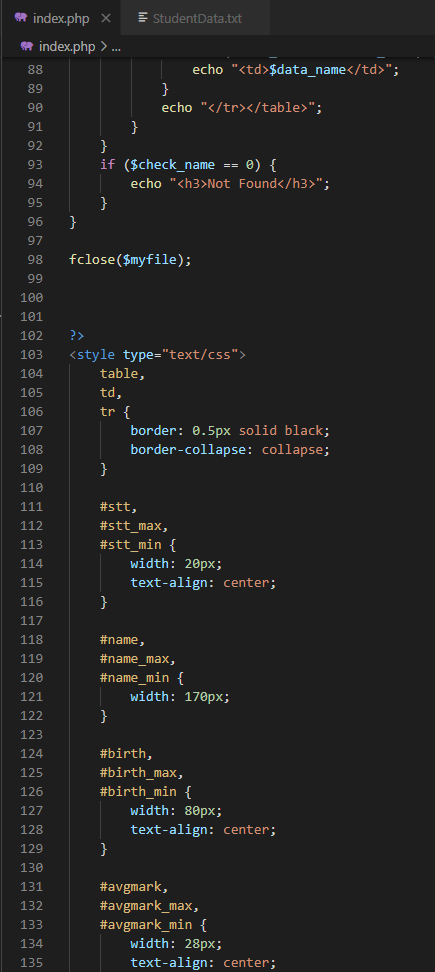 index.php
StudentData.txt
index.php > ...
88 echo "<td>$data_name</td>";
89 }
90 echo "</tr></table>";
91 }
92 }
93 if ($check_name == 0) {
94 echo "<h3>Not Found</h3>";
95 }
96 }
97
98 fclose($myfile);
99
100
101
102 ?>
103 <style type="text/css">
104 table,
105 td,
106 tr {
107 border: 0.5px solid black;
108 border-collapse: collapse;
109 }
110
111 #stt,
112 #stt_max,
113 #stt_min {
114 width: 20px;
115 text-align: center;
116 }
117
118 #name,
119 #name_max,
120 #name_min {
121 width: 170px;
122 }
123
124 #birth,
125 #birth_max,
126 #birth_min {
127 width: 80px;
128 text-align: center;
129 }
130
131 #avgmark,
132 #avgmark_max,
133 #avgmark_min {
134 width: 28px;
135 text-align: center;